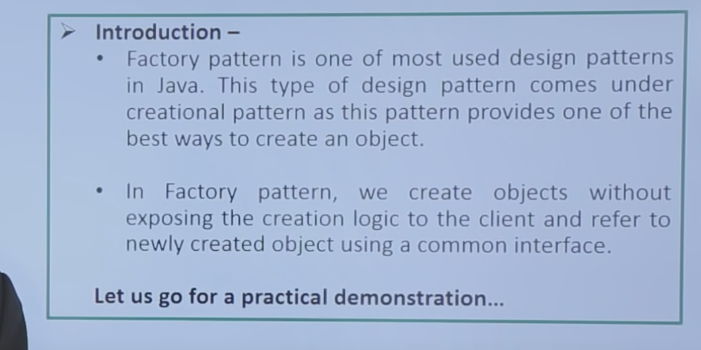 ➢ Introduction –
• Factory pattern is one of most used design patterns
in Java. This type of design pattern comes under
creational pattern as this pattern provides one of the
best ways to create an object.
• In Factory pattern, we create objects without
exposing the creation logic to the client and refer to
newly created object using a common interface.
Let us go for a practical demonstration...